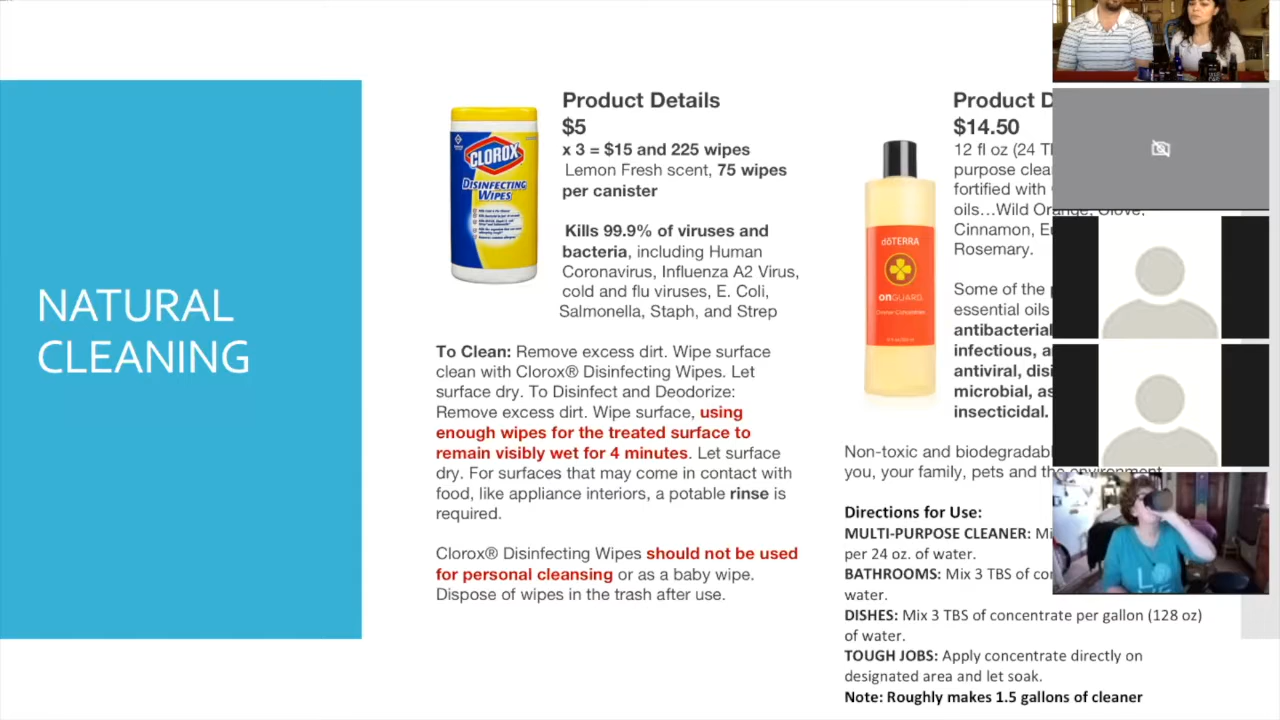 NATURAL
CLEANING
CLOROX
DISINFECTING
WIPES
Product Details
$5
x 3 = $15 and 225 wipes
Lemon Fresh scent, 75 wipes
per canister
Kills 99.9% of viruses and
bacteria, including Human
Coronavirus, Influenza A2 Virus,
cold and flu viruses, E. Coli,
Salmonella, Staph, and Strep
To Clean: Remove excess dirt. Wipe surface
clean with Clorox® Disinfecting Wipes. Let
surface dry. To Disinfect and Deodorize:
Remove excess dirt. Wipe surface, using
enough wipes for the treated surface to
remain visibly wet for 4 minutes. Let surface
dry. For surfaces that may come in contact with
food, like appliance interiors, a potable rinse is
required.
Clorox® Disinfecting Wipes should not be used
for personal cleansing or as a baby wipe.
Dispose of wipes in the trash after use.
dōTERRA
onGUARD
Cleaner Concentrate
Product
$14.50
12 fl oz (24
purpose
fortified with
oils…Wild Orange, Clove,
Cinnamon,
Rosemary.
Some of the
essential oils
antibacterial
infectious,
antiviral,
microbial,
insecticidal.
Non-toxic and
you, your family, pets and the environment
Directions for Use:
MULTI-PURPOSE CLEANER:
per 24 oz. of water.
BATHROOMS: Mix 3 TBS of
water.
DISHES: Mix 3 TBS of concentrate per gallon (128 oz)
of water.
TOUGH JOBS: Apply concentrate directly on
designated area and let soak.
Note: Roughly makes 1.5 gallons of cleaner